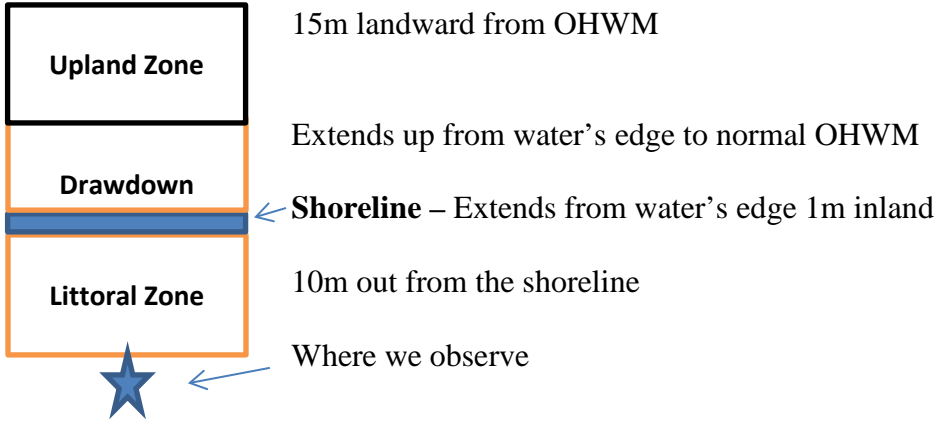 15m landward from OHWM
Upland Zone
Extends up from water’s edge to normal OHWM
Drawdown
Shoreline – Extends from water’s edge 1m inland
Littoral Zone
10m out from the shoreline
Where we observe